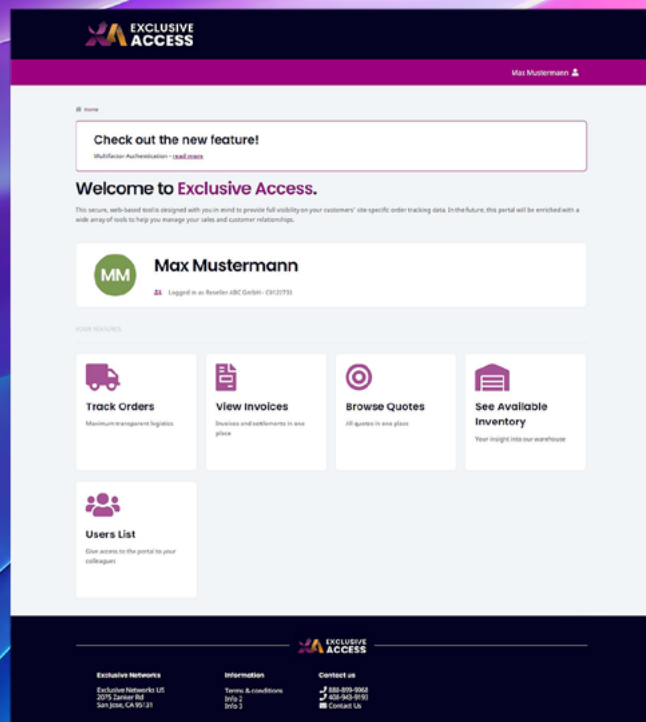 EXCLUSIVE
ACCESS
Max Mustermann
Home
Check out the new feature!
Multifactor Authentication - read more
Welcome to Exclusive Access.
This secure, web-based tool is designed with you in mind to provide full visibility on your customers' site-specific order tracking data. In the future, this portal will be enriched with a
wide array of tools to help you manage your sales and customer relationships.
MM
Max Mustermann
Logged in as Reseller ABC GmbH -
YOUR FEATURES
Track Orders
Maximum transparent logistics
View Invoices
Invoices and settlements in one
place
Browse Quotes
All quotes in one place
See Available
Inventory
Your insight into our warehouse
Users List
Give access to the portal to your
colleagues
EXCLUSIVE
ACCESS
Exclusive Networks
Exclusive Networks US
2075 Zanker Rd
San Jose, CA 95131
Information
Terms & conditions
Info 2
Info 3
Contact us
888-899-9968
408-943-9193
Contact Us